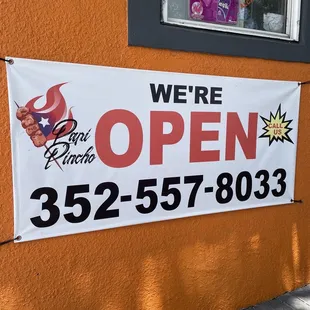 WE'RE
Papi
Pincho
OPEN
CALL
US
352-557-8033